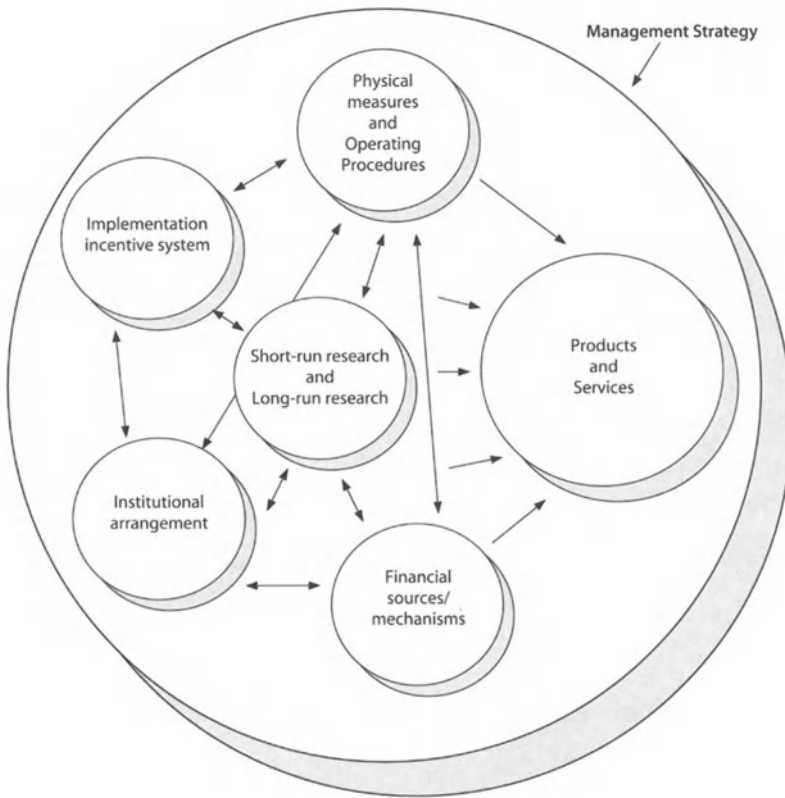 Management Strategy
Physical
measures
and
Operating
Procedures
Implementation
incentive system
Short-run research
and
Long-run research
Products
and
Services
Institutional
arrangement
Financial
sources/
mechanisms